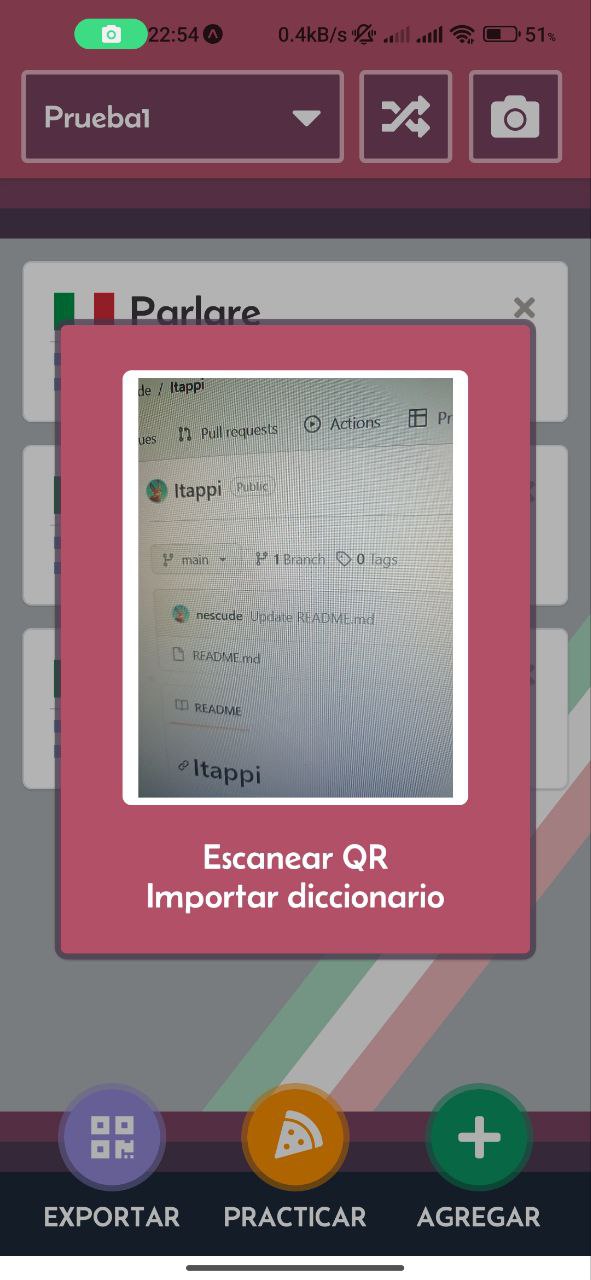 22:54 0.4kB/s 51%
Prueba1
Parlare
de / Itappi
ues Pull requests Actions Pr
Itappi Public
main 1 Branch 0 Tags
nescude Update README.md
README.md
README
Itappi
Escanear QR
Importar diccionario
EXPORTAR PRACTICAR AGREGAR